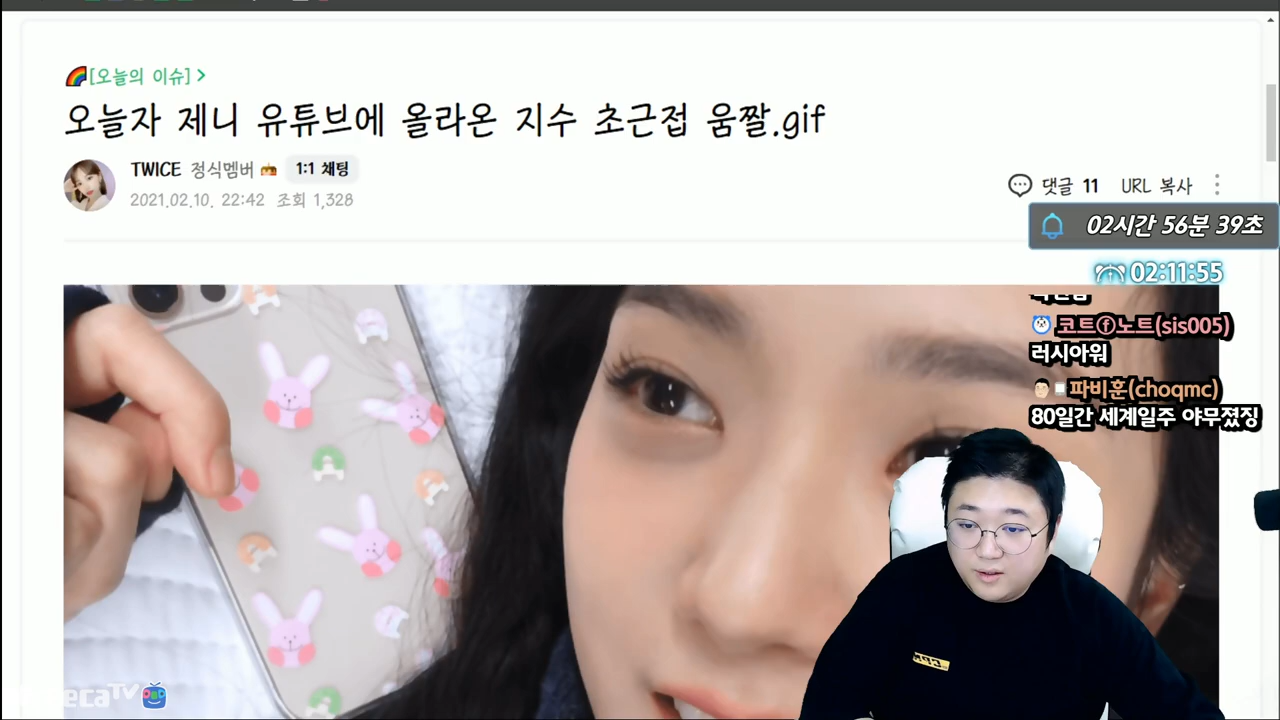 [오늘의 이슈] >
오늘자 제니 유튜브에 올라온 지수 초근접 움짤.gif
TWICE 정식멤버 1:1 채팅
2021.02.10. 22:42 조회 1,328
댓글 11 URL 복사
02시간 56분 39초
02:11:55
코트ⓕ노트(sis005)
러시아워
파비훈(choqmc)
80일간 세계일주 야무졌징